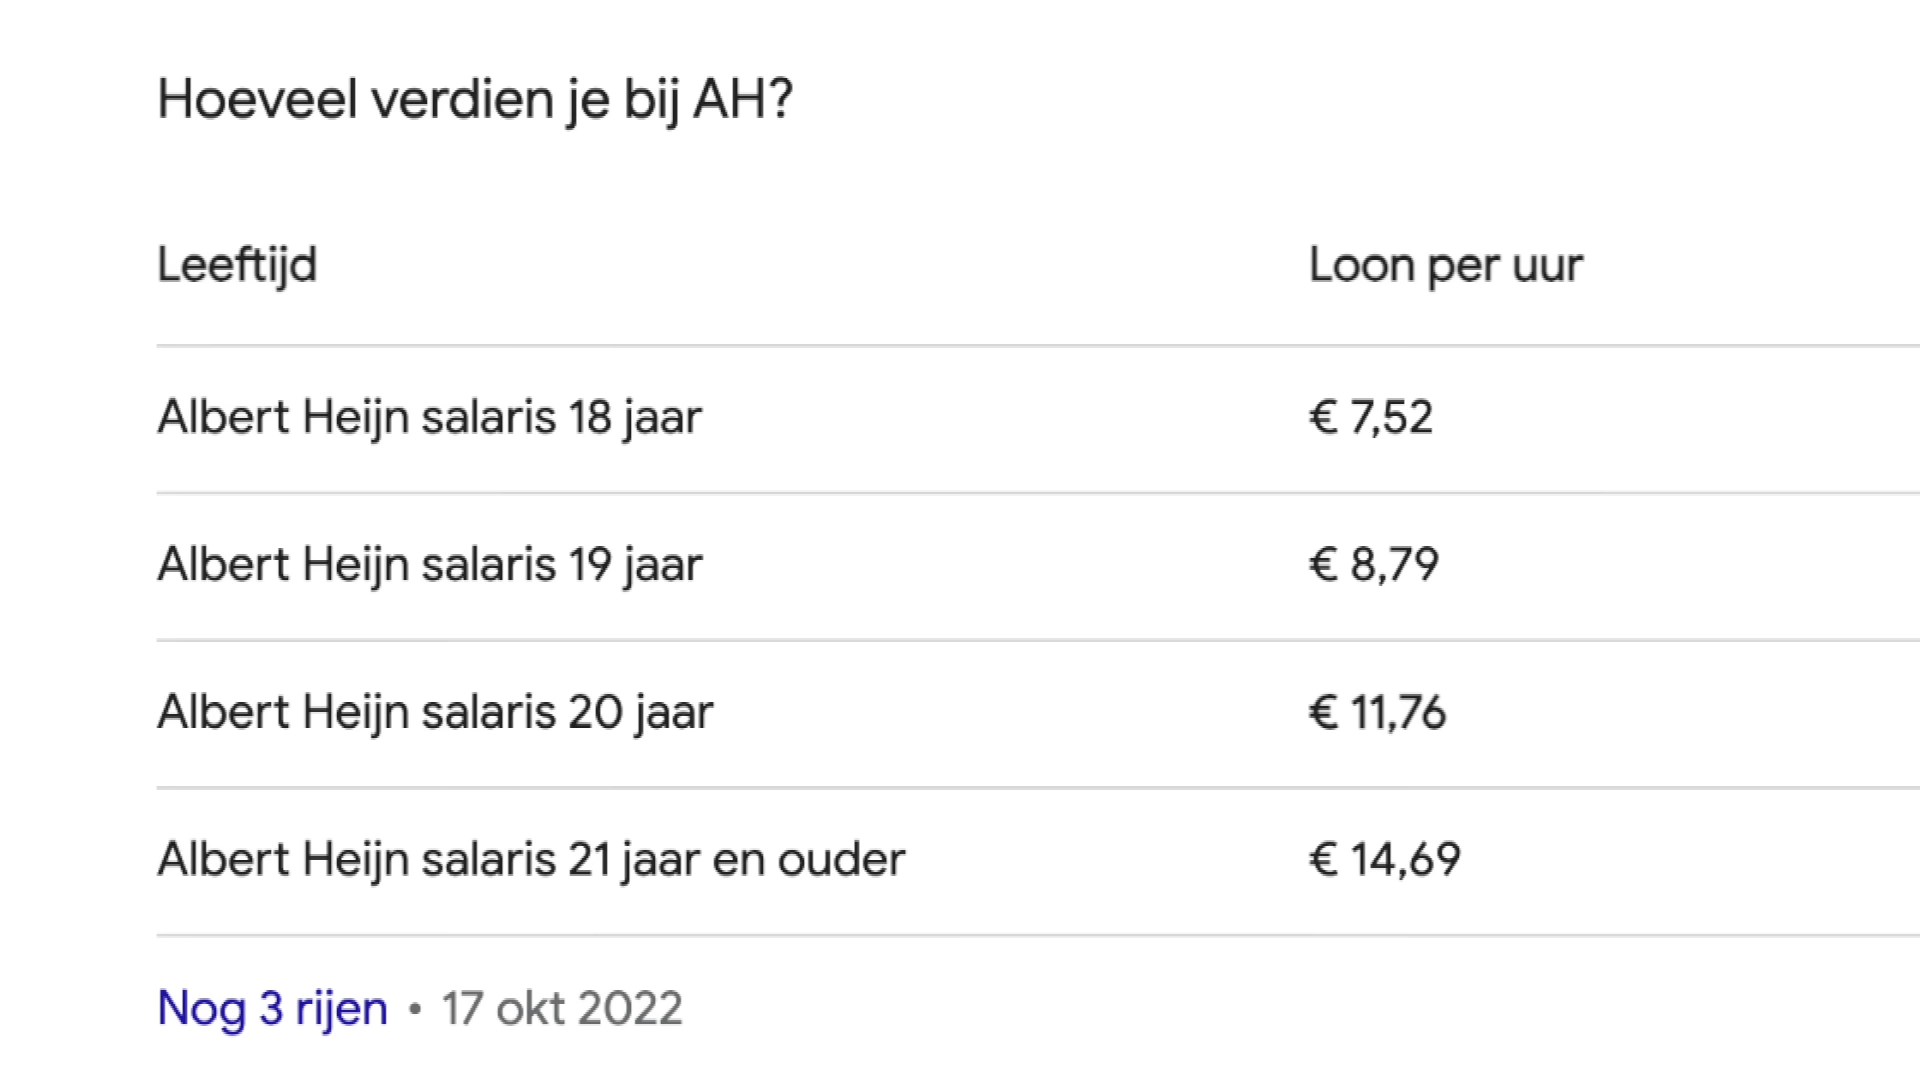 Hoeveel verdien je bij AH?
Leeftijd Loon per uur
Albert Heijn salaris 18 jaar € 7,52
Albert Heijn salaris 19 jaar € 8,79
Albert Heijn salaris 20 jaar € 11,76
Albert Heijn salaris 21 jaar en ouder € 14,69
Nog 3 rijen • 17 okt 2022